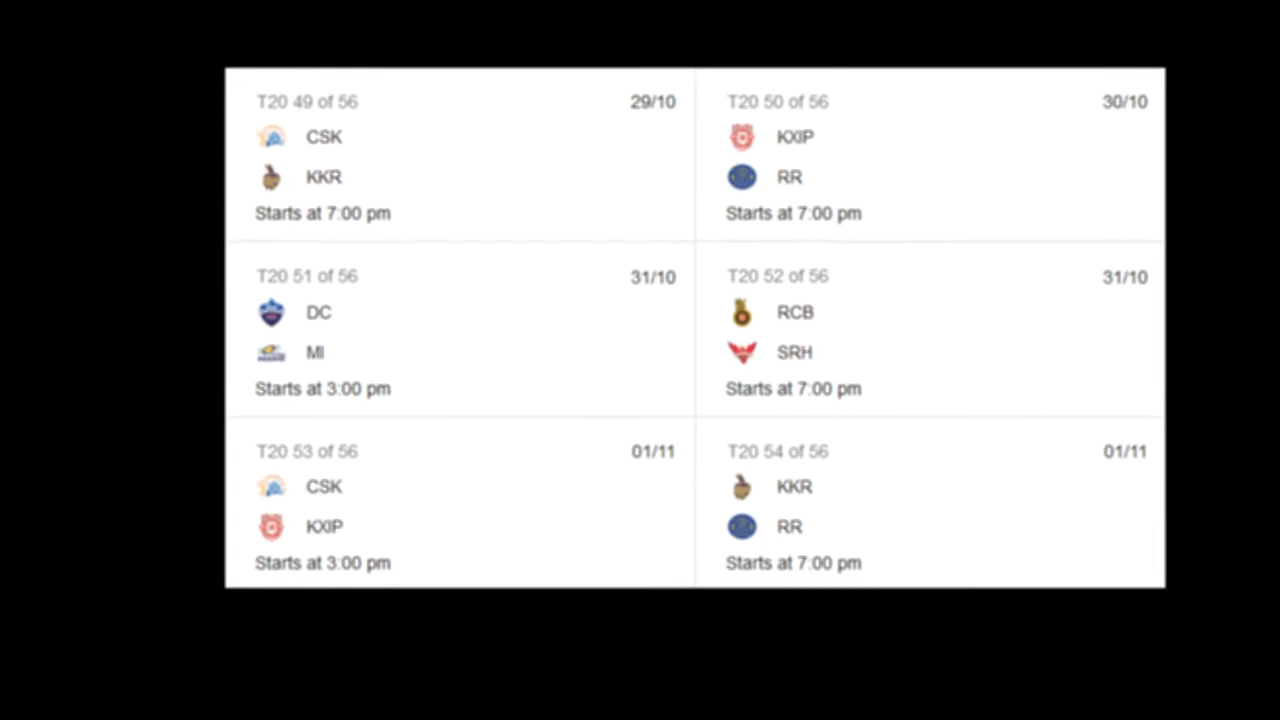 T20 49 of 56 29/10
CSK
KKR
Starts at 7:00 pm
T20 50 of 56 30/10
KXIP
RR
Starts at 7:00 pm
T20 51 of 56 31/10
DC
MI
Starts at 3:00 pm
T20 52 of 56 31/10
RCB
SRH
Starts at 7:00 pm
T20 53 of 56 01/11
CSK
KXIP
Starts at 3:00 pm
T20 54 of 56 01/11
KKR
RR
Starts at 7:00 pm